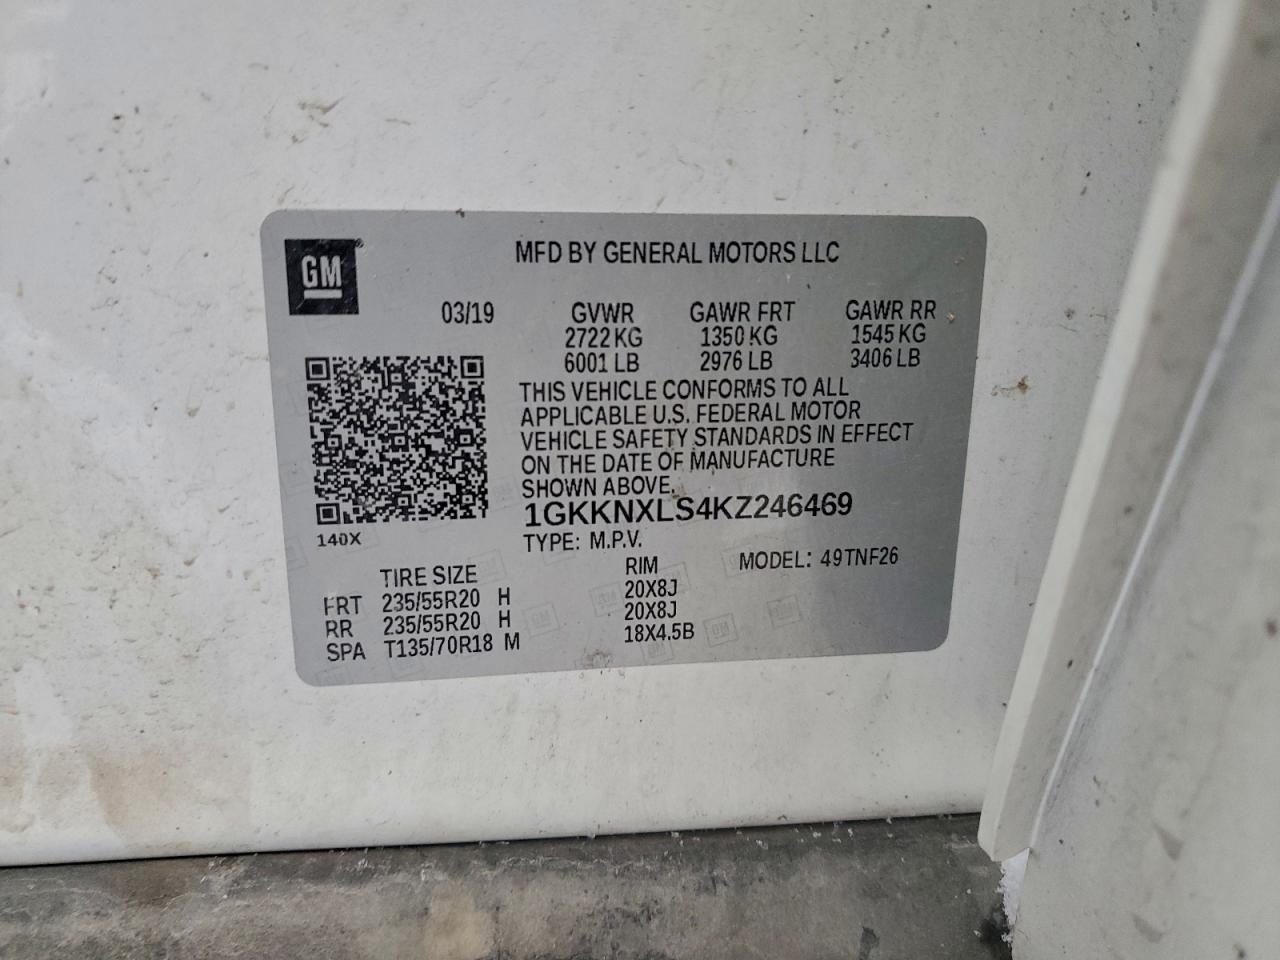 GM
MFD BY GENERAL MOTORS LLC
03/19 GVWR GAWR FRT GAWR RR
2722 KG 1350 KG 1545 KG
6001 LB 2976 LB 3406 LB
THIS VEHICLE CONFORMS TO ALL
APPLICABLE U.S. FEDERAL MOTOR
VEHICLE SAFETY STANDARDS IN EFFECT
ON THE DATE OF MANUFACTURE
SHOWN ABOVE.
1GKKNXLS4KZ246469
140X
TYPE: M.P.V.
MODEL: 49TNF26
TIRE SIZE RIM
FRT 235/55R20 H 20X8J
RR 235/55R20 H 20X8J
SPA T135/70R18 M 18X4.5B